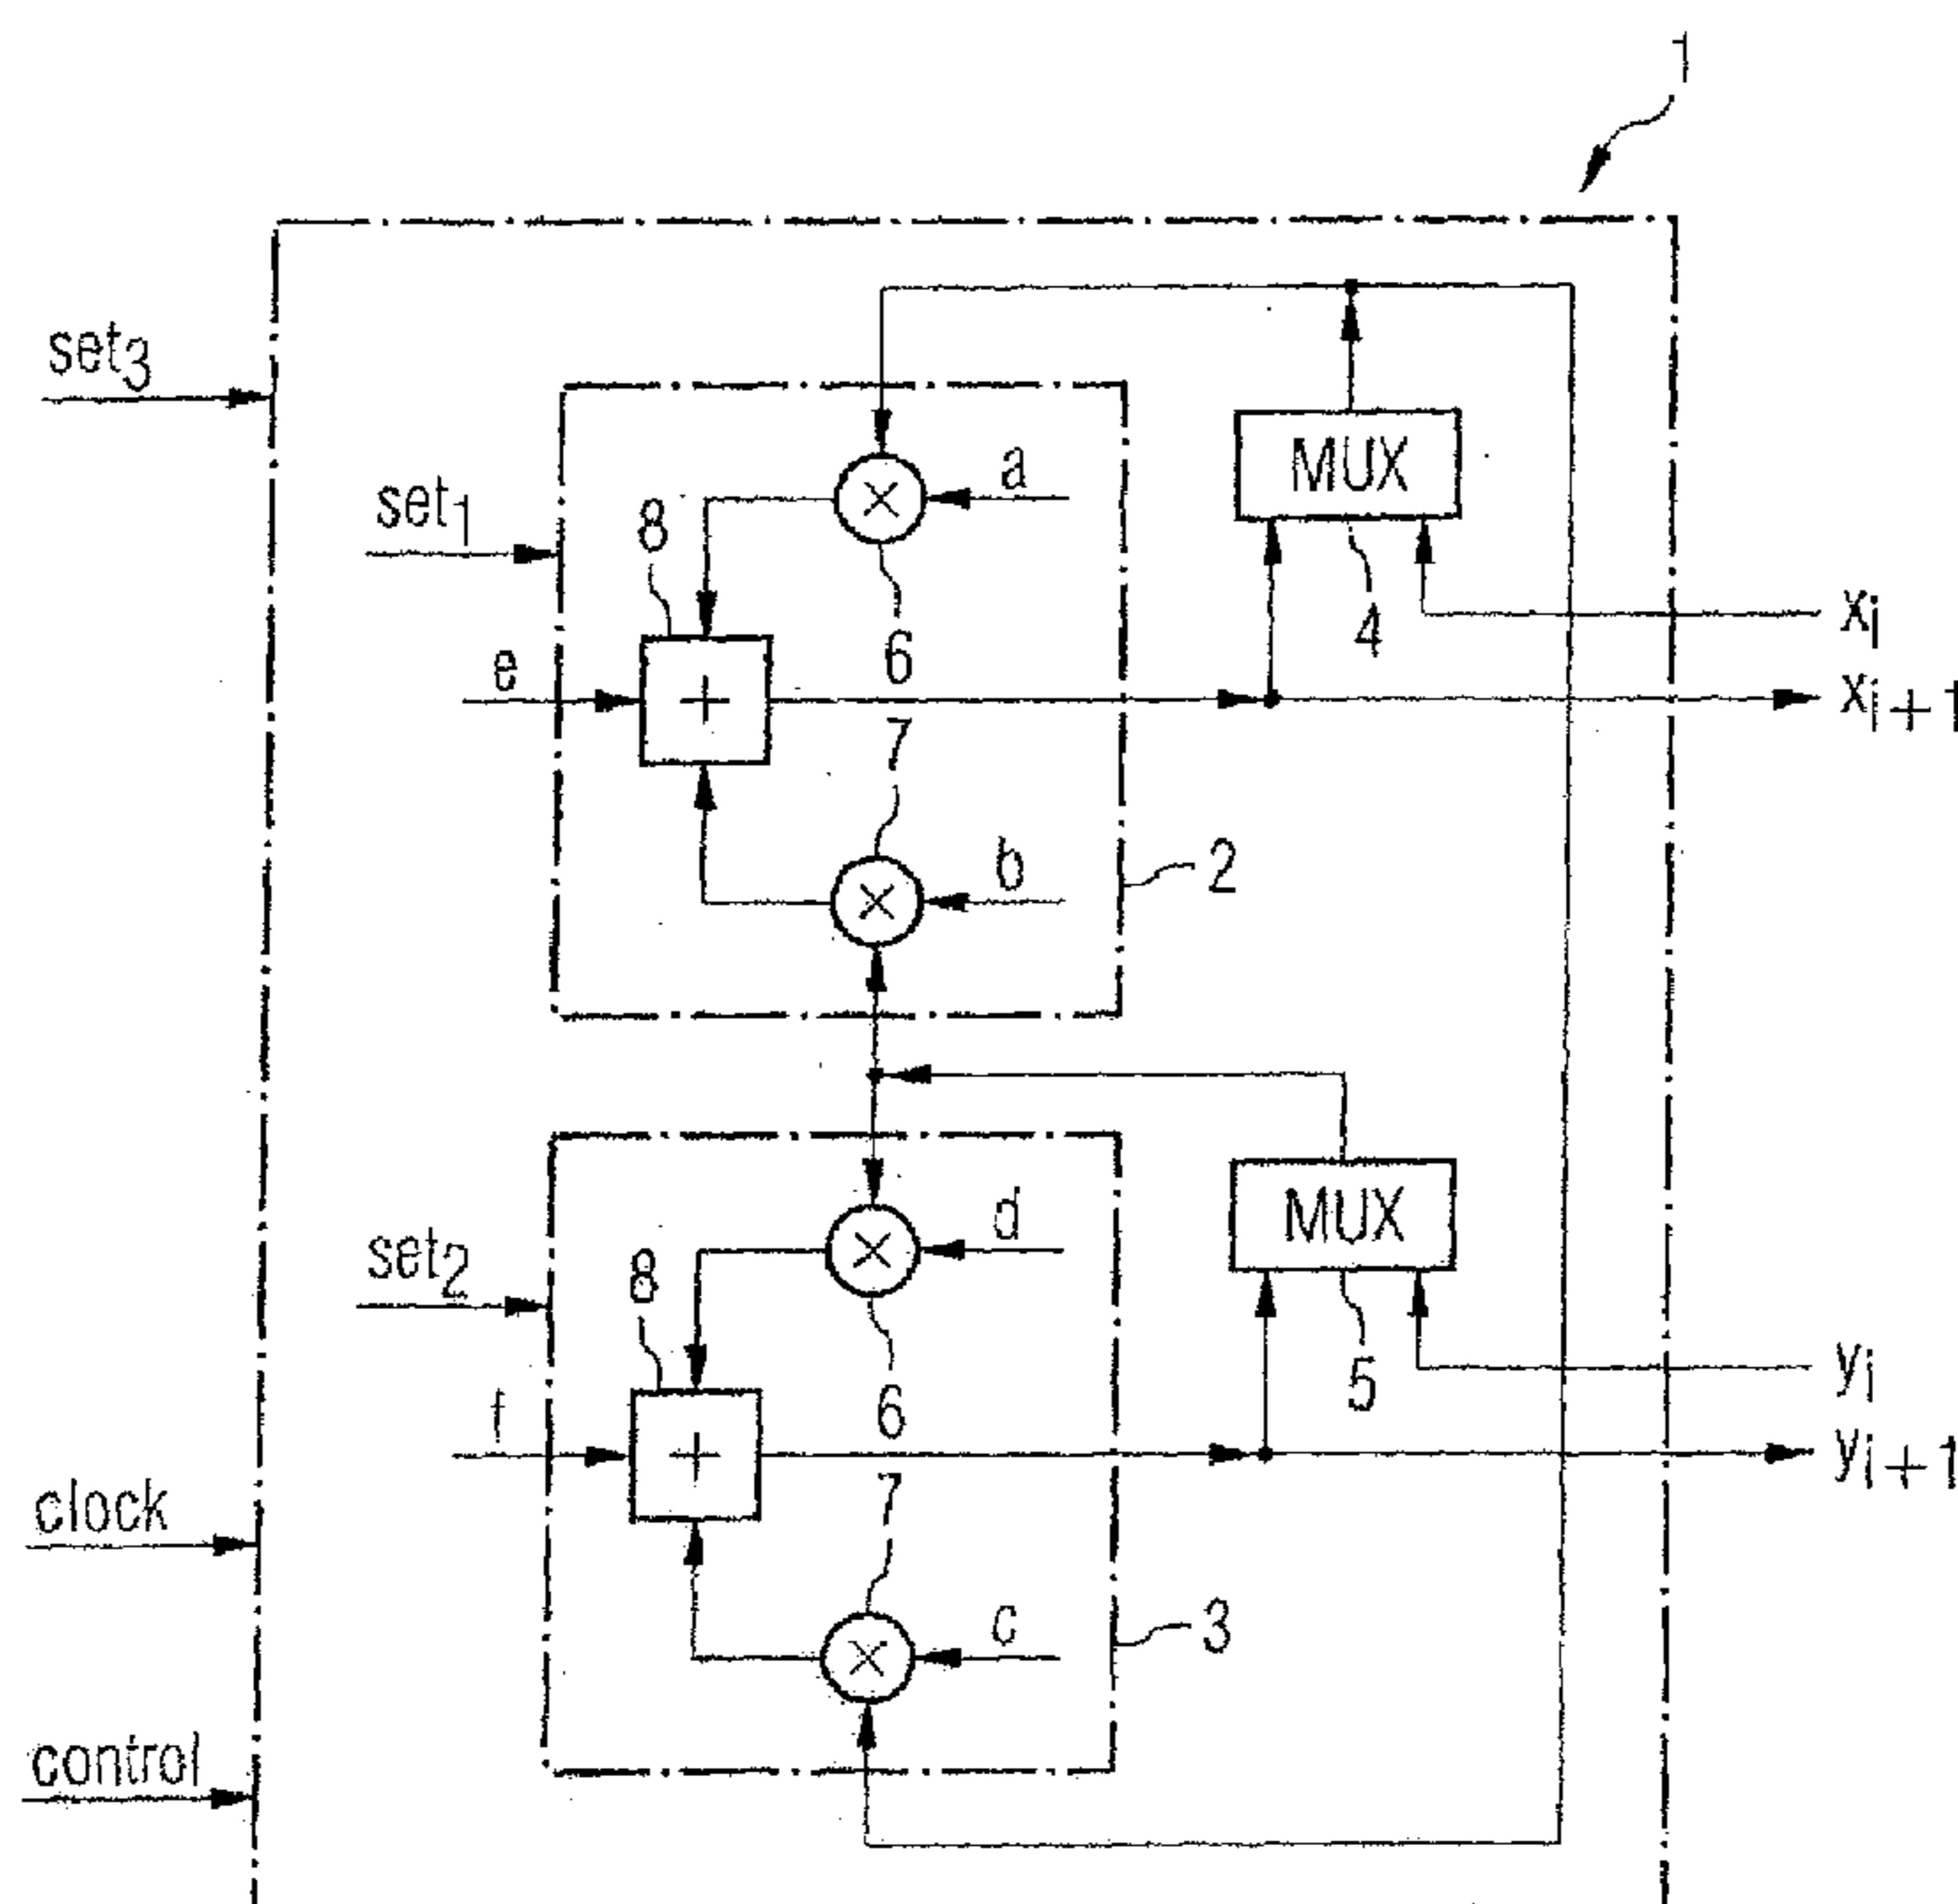 1
set3
MUX
a
set1
8
4
xi
6
e
+
xi+1
7
b
2
MUX
d
set2
8
5
yi
6
f
+
yi+1
7
clock
c
3
control